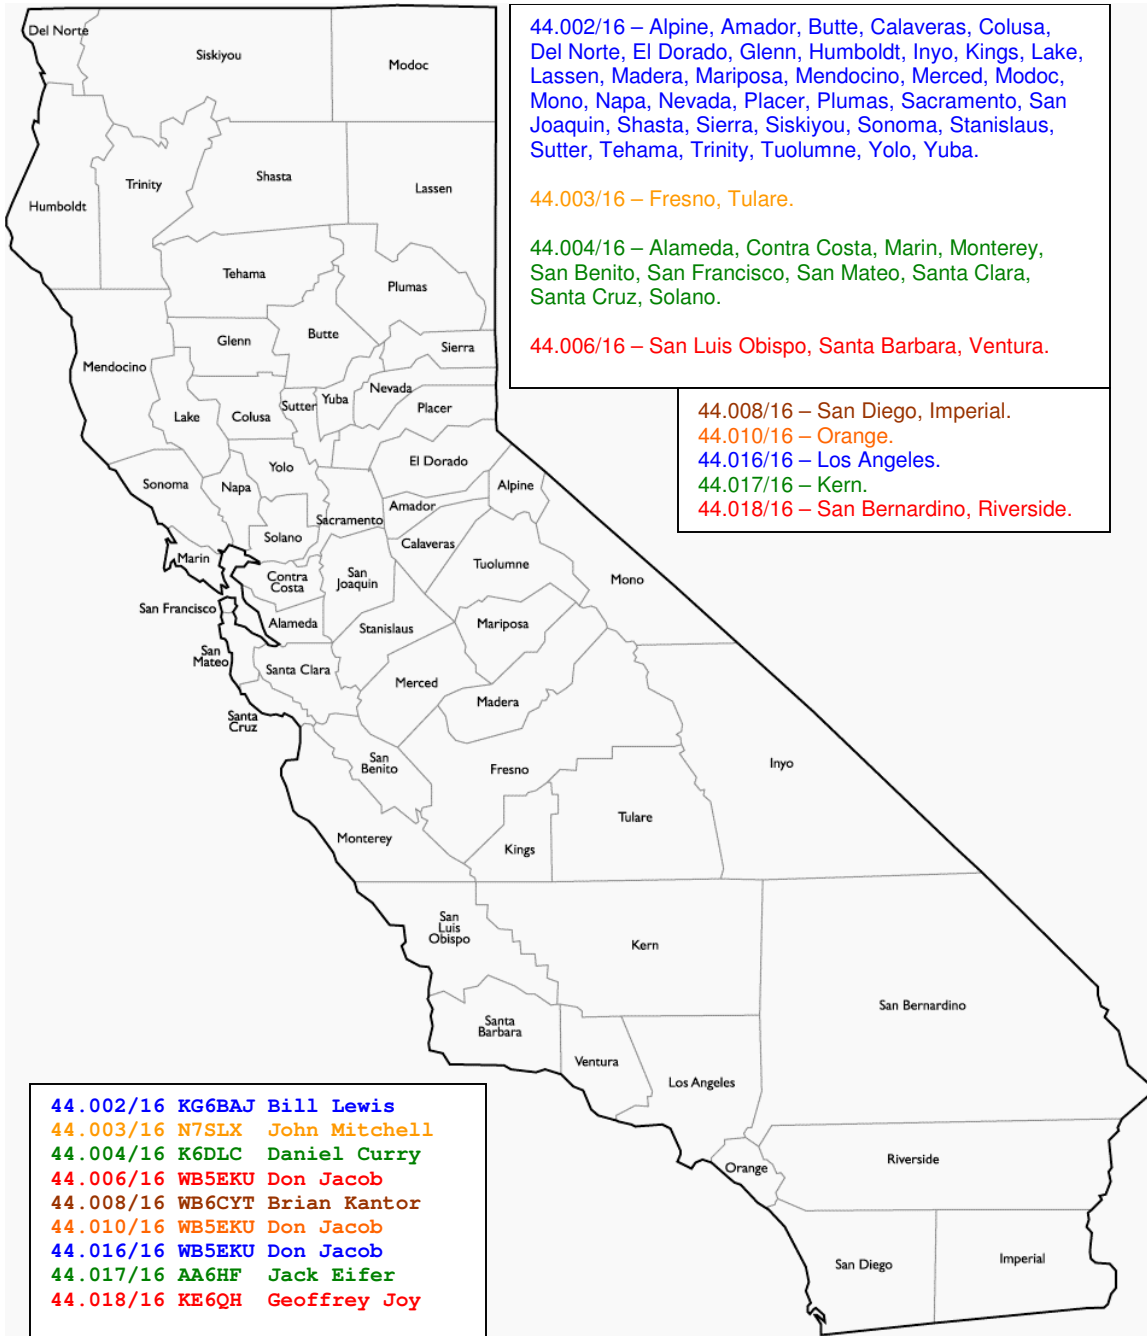 44.002/16 – Alpine, Amador, Butte, Calaveras, Colusa,
Del Norte, El Dorado, Glenn, Humboldt, Inyo, Kings, Lake,
Lassen, Madera, Mariposa, Mendocino, Merced, Modoc,
Mono, Napa, Nevada, Placer, Plumas, Sacramento, San
Joaquin, Shasta, Sierra, Siskiyou, Sonoma, Stanislaus,
Sutter, Tehama, Trinity, Tuolumne, Yolo, Yuba.
44.003/16 – Fresno, Tulare.
44.004/16 – Alameda, Contra Costa, Marin, Monterey,
San Benito, San Francisco, San Mateo, Santa Clara,
Santa Cruz, Solano.
44.006/16 – San Luis Obispo, Santa Barbara, Ventura.
44.008/16 – San Diego, Imperial.
44.010/16 – Orange.
44.016/16 – Los Angeles.
44.017/16 – Kern.
44.018/16 – San Bernardino, Riverside.
Del Norte
Siskiyou
Modoc
Humboldt
Trinity
Shasta
Lassen
Tehama
Plumas
Mendocino
Glenn
Butte
Sierra
Lake
Colusa
Sutter
Yuba
Nevada
Placer
Sonoma
Napa
Yolo
El Dorado
Alpine
Sacramento
Amador
Solano
Calaveras
Marin
Contra
Costa
San
Joaquin
Tuolumne
Mono
San Francisco
Alameda
Stanislaus
Mariposa
San
Mateo
Santa Clara
Merced
Madera
Santa
Cruz
San
Benito
Fresno
Inyo
Monterey
Kings
Tulare
San
Luis
Obispo
Kern
San Bernardino
Santa
Barbara
Ventura
Los Angeles
Orange
Riverside
San Diego
Imperial
44.002/16 KG6BAJ Bill Lewis
44.003/16 N7SLX John Mitchell
44.004/16 K6DLC Daniel Curry
44.006/16 WB5EKU Don Jacob
44.008/16 WB6CYT Brian Kantor
44.010/16 WB5EKU Don Jacob
44.016/16 WB5EKU Don Jacob
44.017/16 AA6HF Jack Eifer
44.018/16 KE6QH Geoffrey Joy